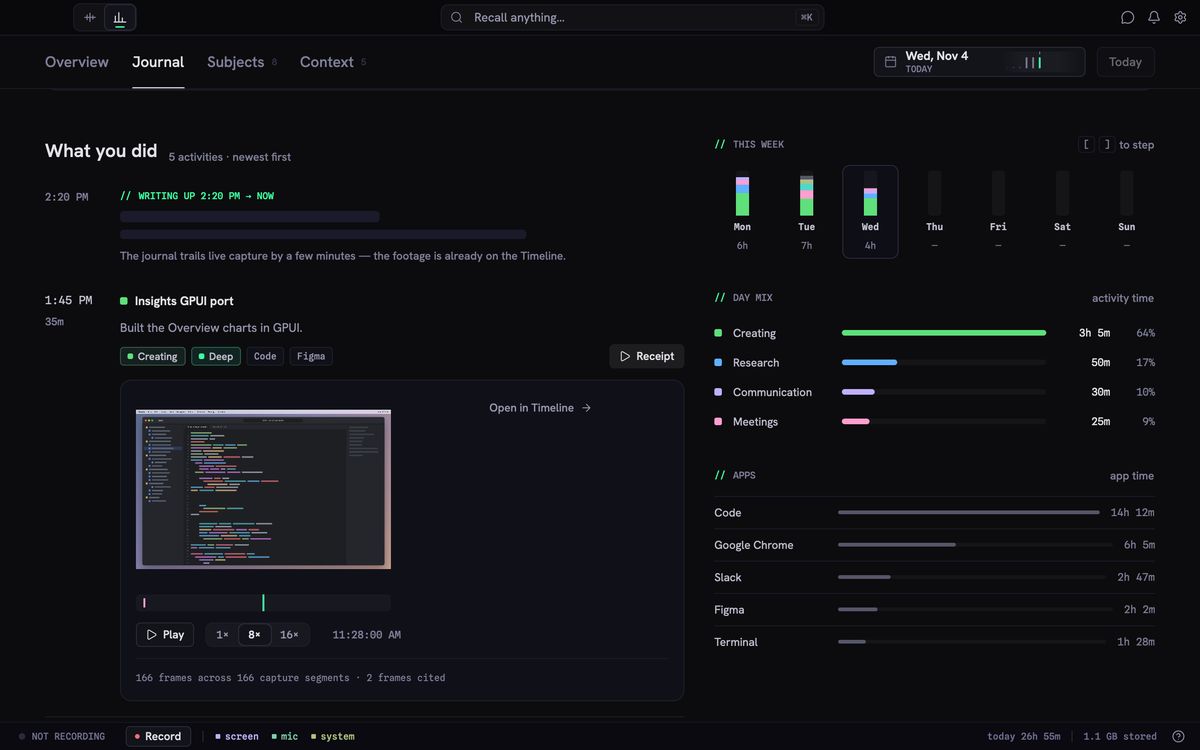 Recall anything...
⌘K
Overview
Journal
Subjects 8
Context 5
Wed, Nov 4
TODAY
Today
What you did
5 activities · newest first
2:20 PM
// WRITING UP 2:20 PM → NOW
The journal trails live capture by a few minutes — the footage is already on the Timeline.
1:45 PM
35m
Insights GPUI port
Built the Overview charts in GPUI.
Creating
Deep
Code
Figma
Receipt
Open in Timeline →
Play
1×
8×
16×
11:28:00 AM
166 frames across 166 capture segments · 2 frames cited
// THIS WEEK
[ ] to step
Mon Tue Wed Thu Fri Sat Sun
6h 7h 4h — — — —
// DAY MIX
activity time
Creating 3h 5m 64%
Research 50m 17%
Communication 30m 10%
Meetings 25m 9%
// APPS
app time
Code 14h 12m
Google Chrome 6h 5m
Slack 2h 47m
Figma 2h 2m
Terminal 1h 28m
NOT RECORDING
Record
screen
mic
system
today 26h 55m
1.1 GB stored